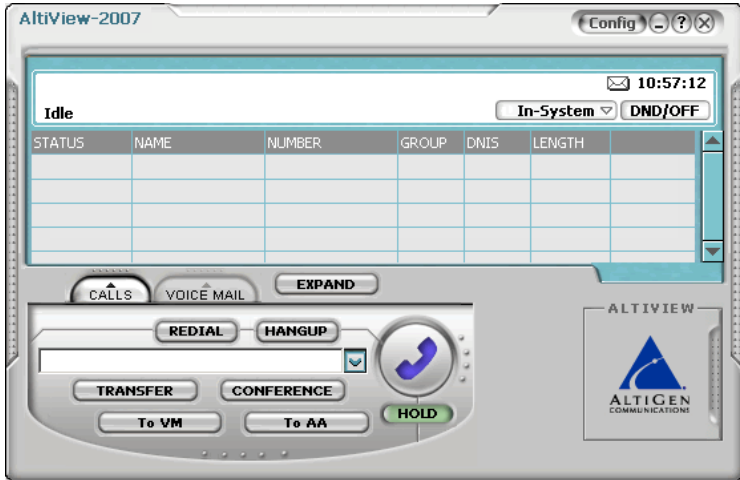 AltiView-2007
Config - ? X
10:57:12
Idle In-System DND/OFF
STATUS NAME NUMBER GROUP DNIS LENGTH
CALLS VOICE MAIL EXPAND
ALTIVIEW
REDIAL HANGUP
TRANSFER CONFERENCE
HOLD
To VM To AA
ALTIGEN
COMMUNICATIONS